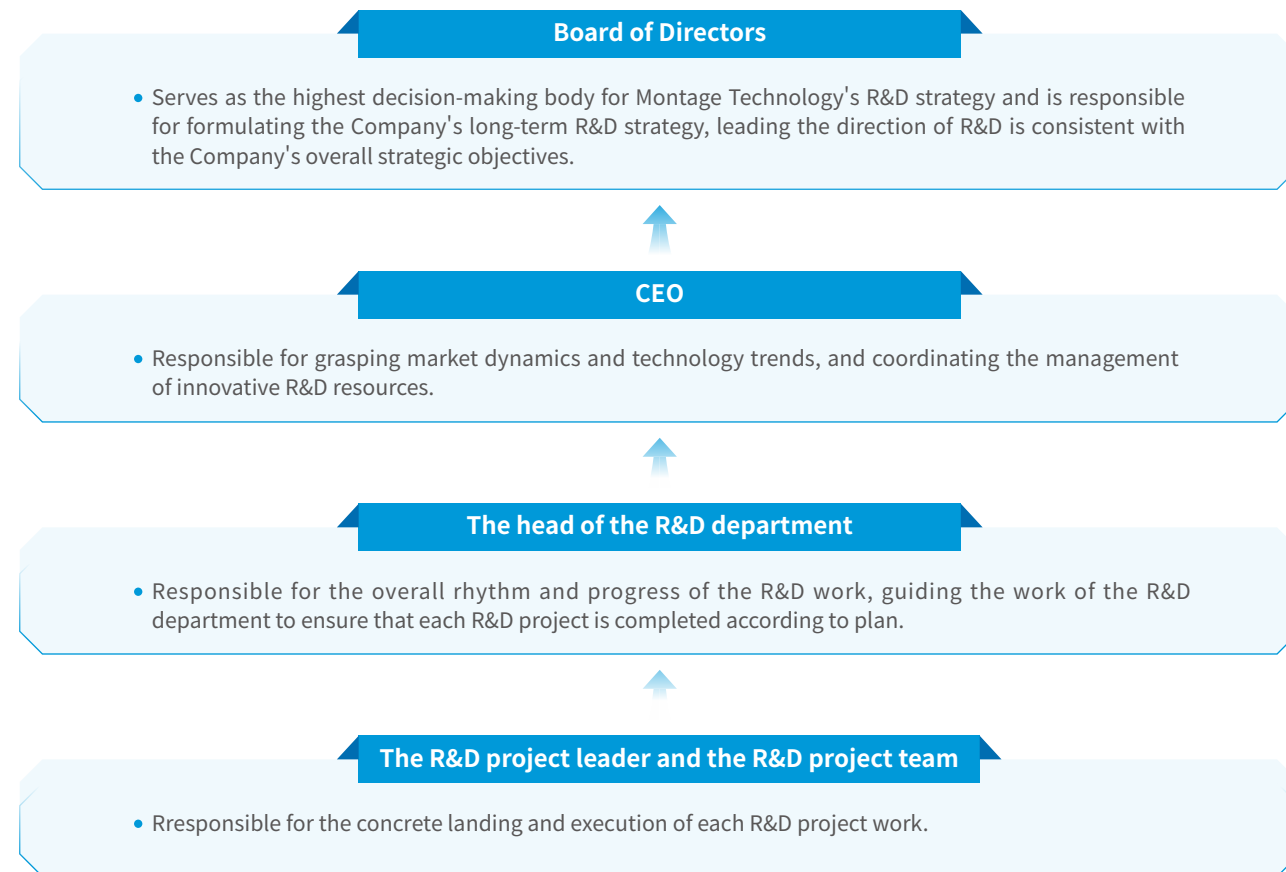 Board of Directors
• Serves as the highest decision-making body for Montage Technology's R&D strategy and is responsible
for formulating the Company's long-term R&D strategy, leading the direction of R&D is consistent with
the Company's overall strategic objectives.
CEO
• Responsible for grasping market dynamics and technology trends, and coordinating the management
of innovative R&D resources.
The head of the R&D department
• Responsible for the overall rhythm and progress of the R&D work, guiding the work of the R&D
department to ensure that each R&D project is completed according to plan.
The R&D project leader and the R&D project team
• Rresponsible for the concrete landing and execution of each R&D project work.